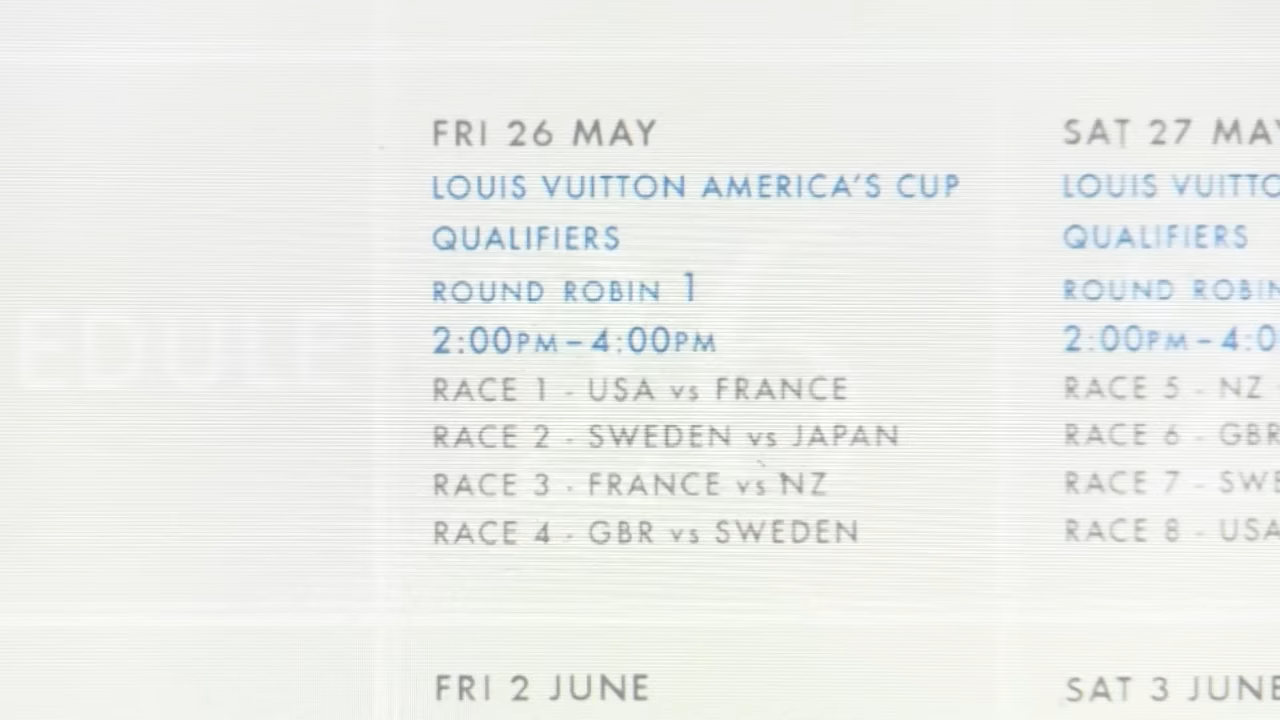 FRI 26 MAY
LOUIS VUITTON AMERICA'S CUP
QUALIFIERS
ROUND ROBIN 1
2:00PM – 4:00PM
RACE 1 - USA vs FRANCE
RACE 2 - SWEDEN vs JAPAN
RACE 3 - FRANCE vs NZ
RACE 4 - GBR vs SWEDEN
FRI 2 JUNE
SAT 27 MAY
LOUIS
QUALIFIERS
ROUND
2:00PM –
RACE 5 - NZ
RACE 6 - GBR
RACE 7 -
RACE 8 - USA
SAT 3 JUNE